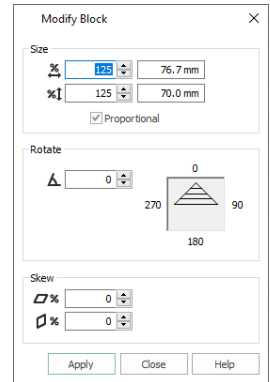 Modify Block
Size
% 125 76.7 mm
% 125 70.0 mm
Proportional
Rotate
0 0
270 90
180
Skew
% 0
% 0
Apply Close Help